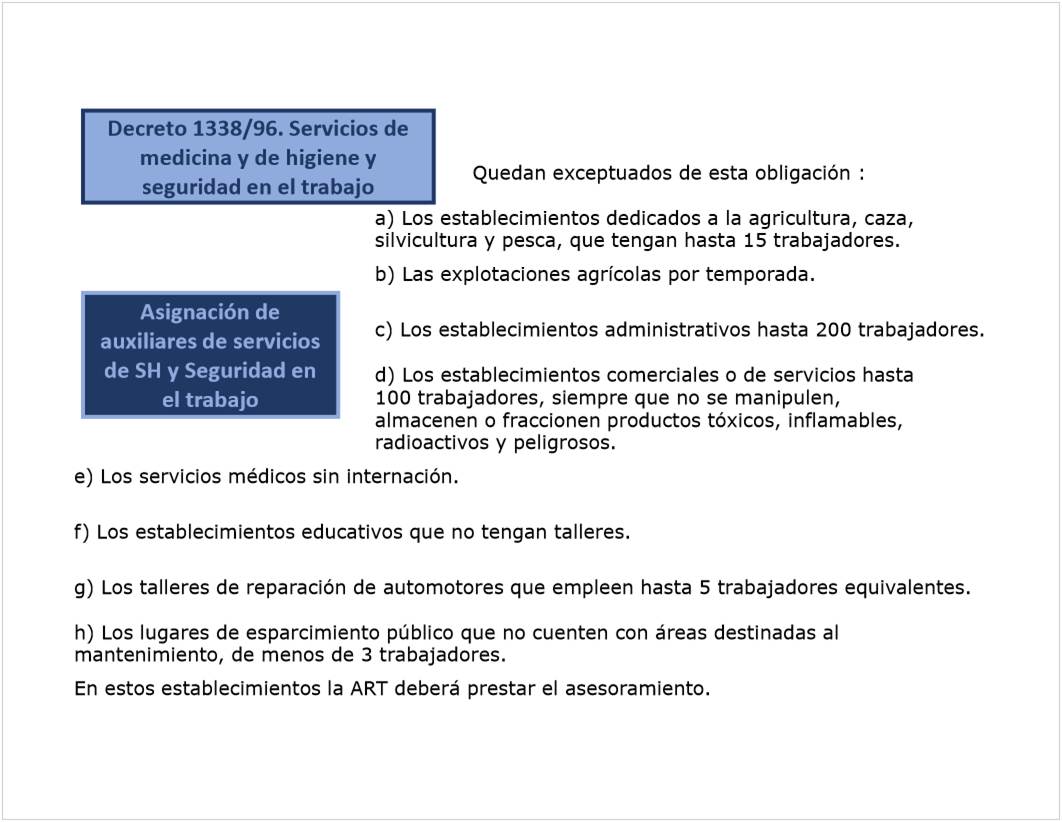 Decreto 1338/96. Servicios de
medicina y de higiene y
seguridad en el trabajo
Quedan exceptuados de esta obligación :
a) Los establecimientos dedicados a la agricultura, caza,
silvicultura y pesca, que tengan hasta 15 trabajadores.
b) Las explotaciones agrícolas por temporada.
Asignación de
auxiliares de servicios
de SH y Seguridad en
el trabajo
c) Los establecimientos administrativos hasta 200 trabajadores.
d) Los establecimientos comerciales o de servicios hasta
100 trabajadores, siempre que no se manipulen,
almacenen o fraccionen productos tóxicos, inflamables,
radioactivos y peligrosos.
e) Los servicios médicos sin internación.
f) Los establecimientos educativos que no tengan talleres.
g) Los talleres de reparación de automotores que empleen hasta 5 trabajadores equivalentes.
h) Los lugares de esparcimiento público que no cuenten con áreas destinadas al
mantenimiento, de menos de 3 trabajadores.
En estos establecimientos la ART deberá prestar el asesoramiento.